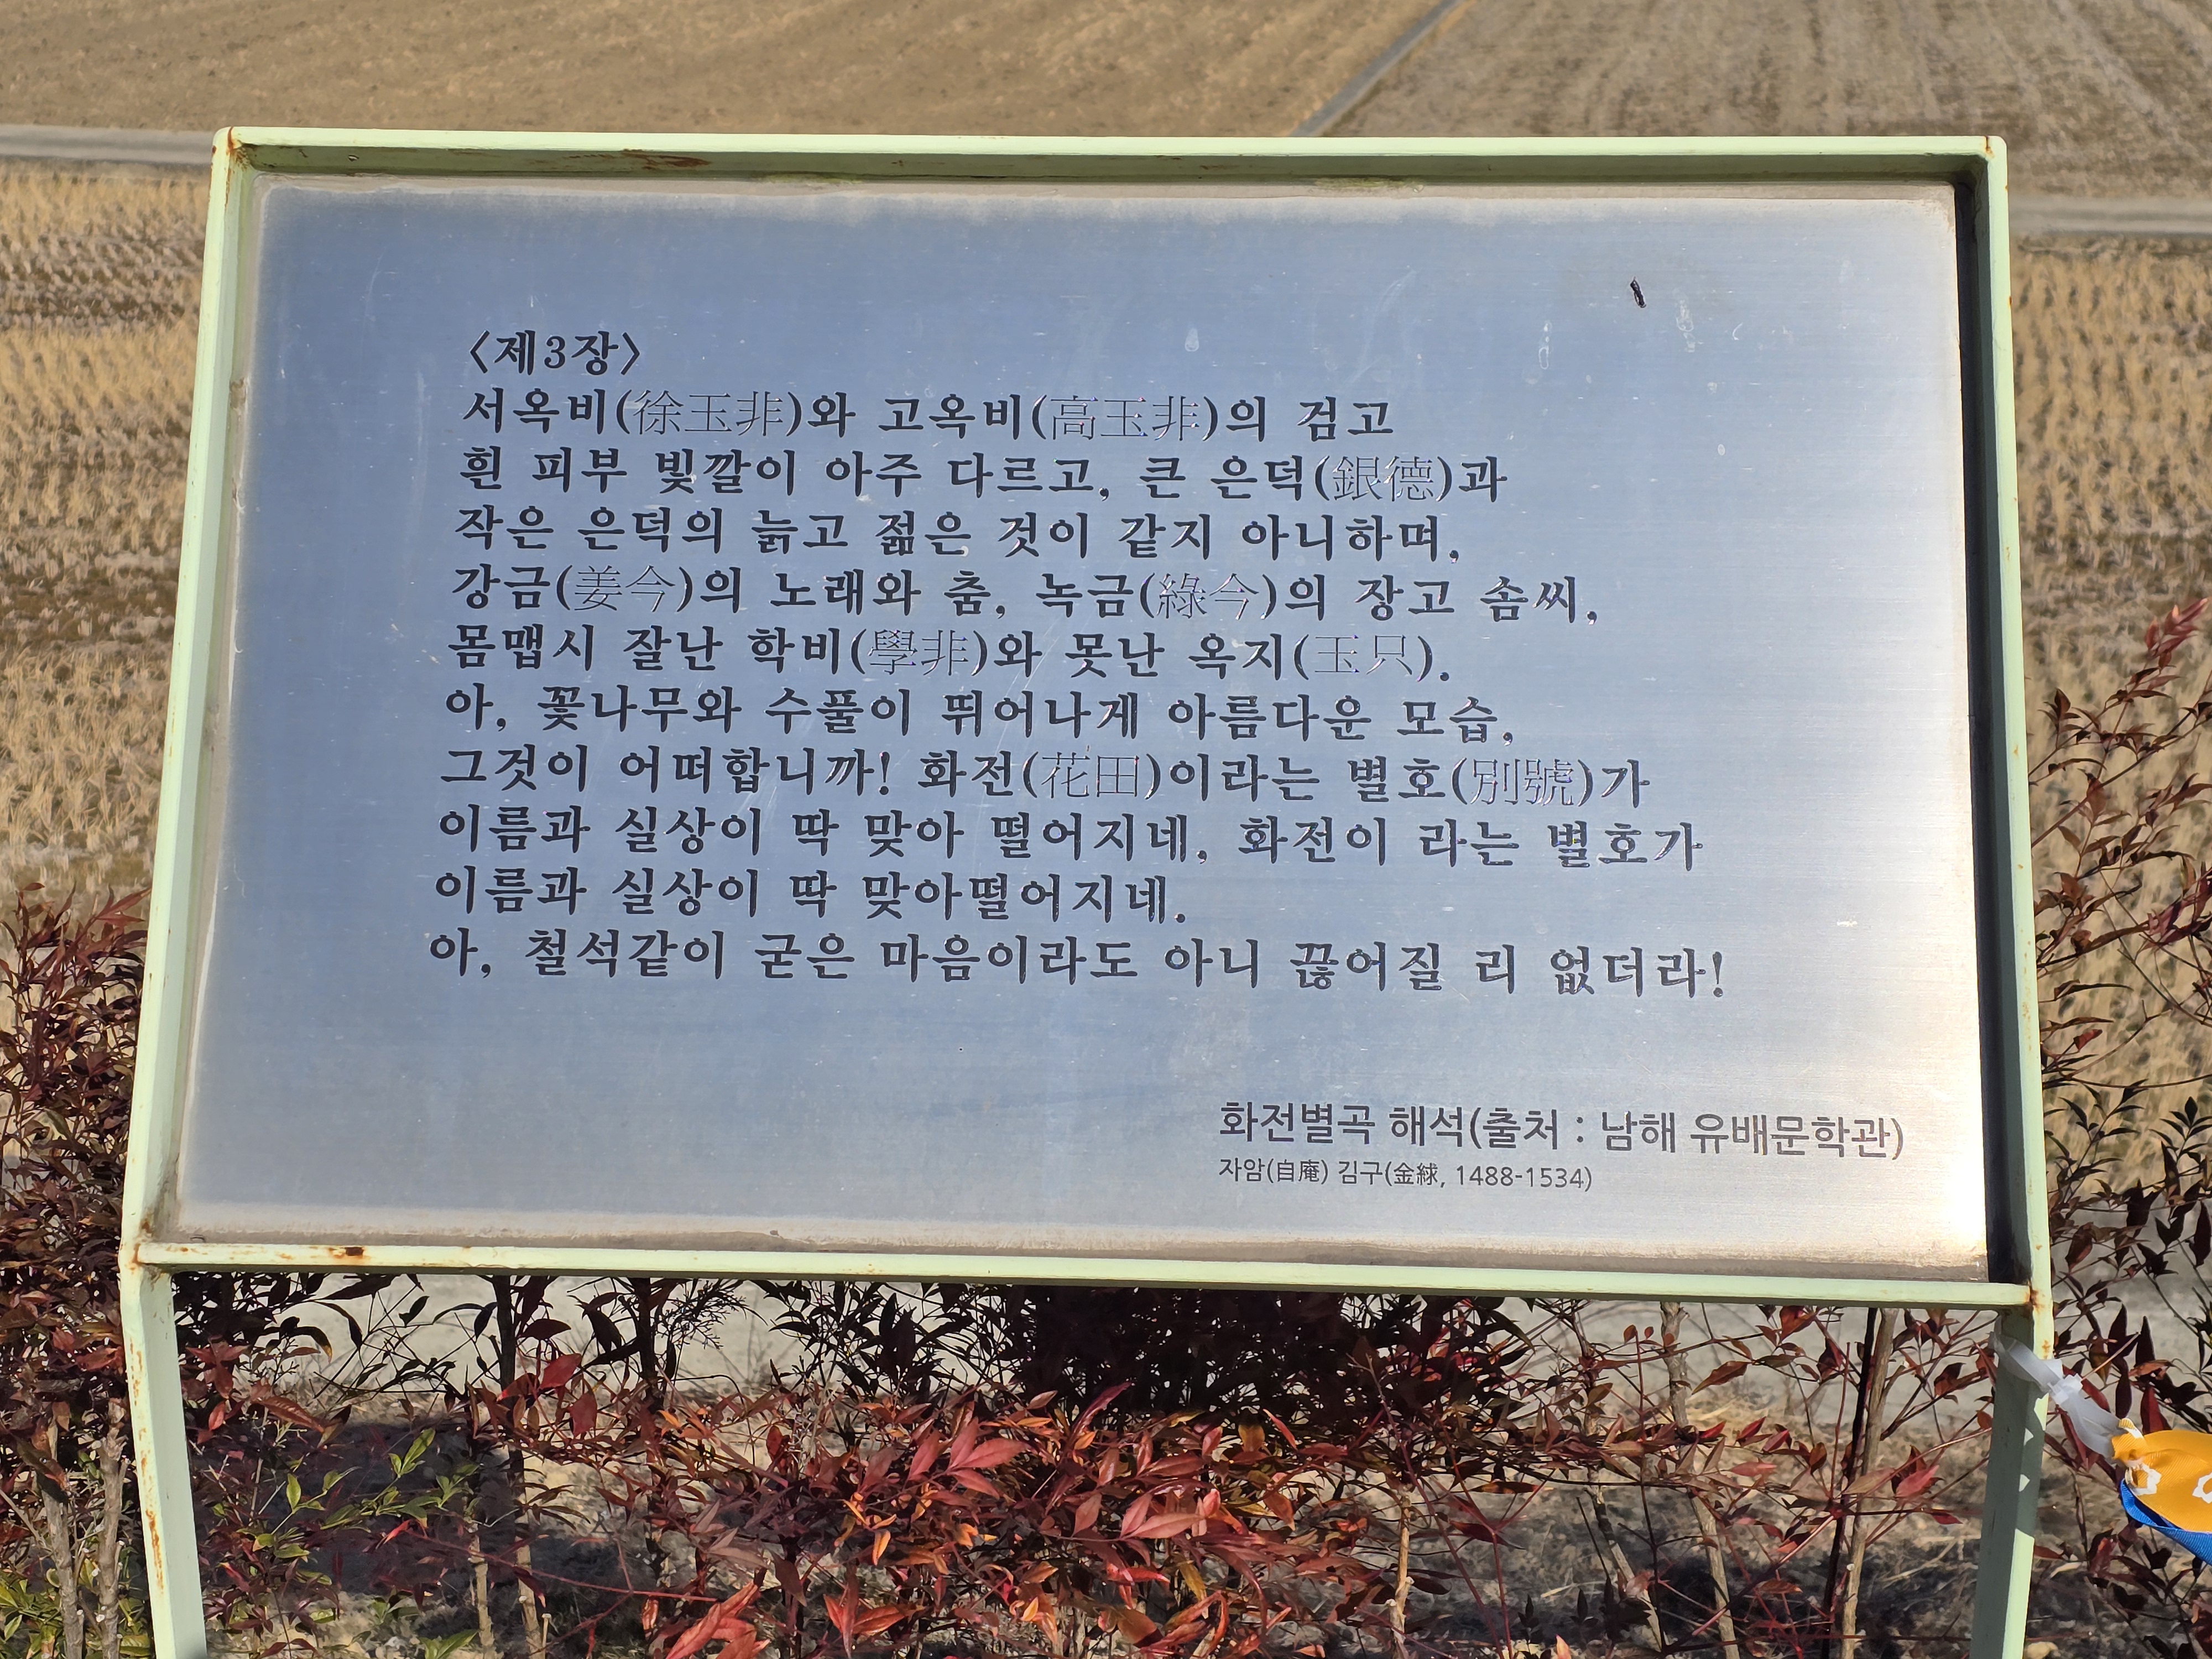 〈제3장〉
서옥비(徐玉非)와 고옥비(高玉非)의 검고
흰 피부 빛깔이 아주 다르고, 큰 은덕(銀德)과
작은 은덕의 늙고 젊은 것이 같지 아니하며,
강금(姜今)의 노래와 춤, 녹금(綠今)의 장고 솜씨,
몸맵시 잘난 학비(學非)와 못난 옥지(玉只).
아, 꽃나무와 수풀이 뛰어나게 아름다운 모습,
그것이 어떠합니까! 화전(花田)이라는 별호(別號)가
이름과 실상이 딱 맞아 떨어지네, 화전이 라는 별호가
이름과 실상이 딱 맞아떨어지네.
아, 철석같이 굳은 마음이라도 아니 끊어질 리 없더라!
화전별곡 해석(출처 : 남해 유배문학관)
자암(自庵) 김구(金絿, 1488-1534)